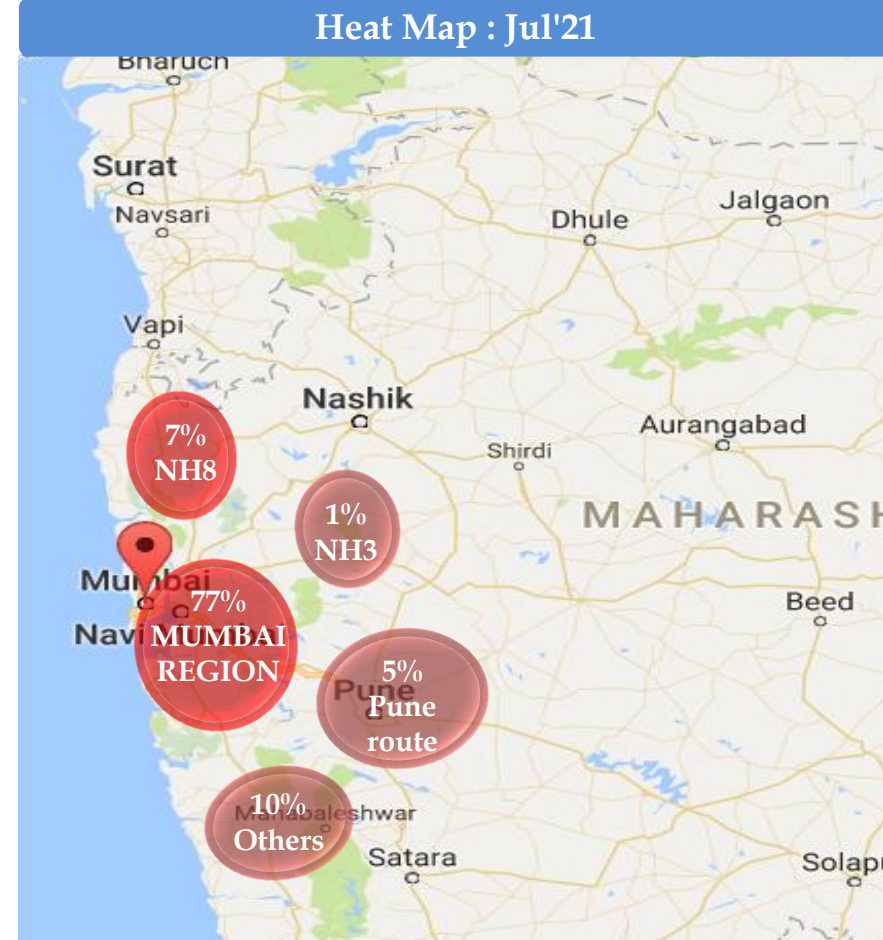 Heat Map : Jul'21
Bharuch
Surat
Navsari
Dhule
Jalgaon
Vapi
Nashik
Aurangabad
Shirdi
7%
NH8
1%
NH3
MAHARASH
Mumbai
Beed
Navi
77%
MUMBAI
REGION
Pune
5%
Pune
route
10%
Others
Mahabaleshwar
Satara
Solapu